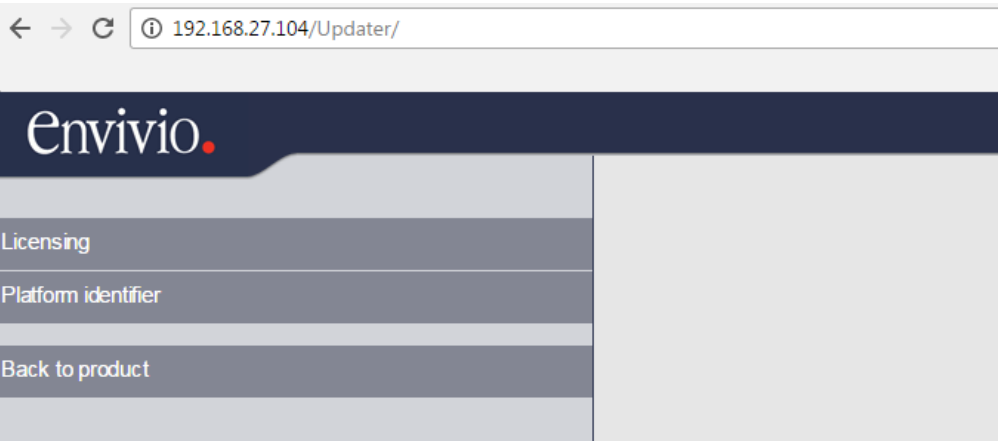 192.168.27.104/Updater/
envivio.
Licensing
Platform identifier
Back to product